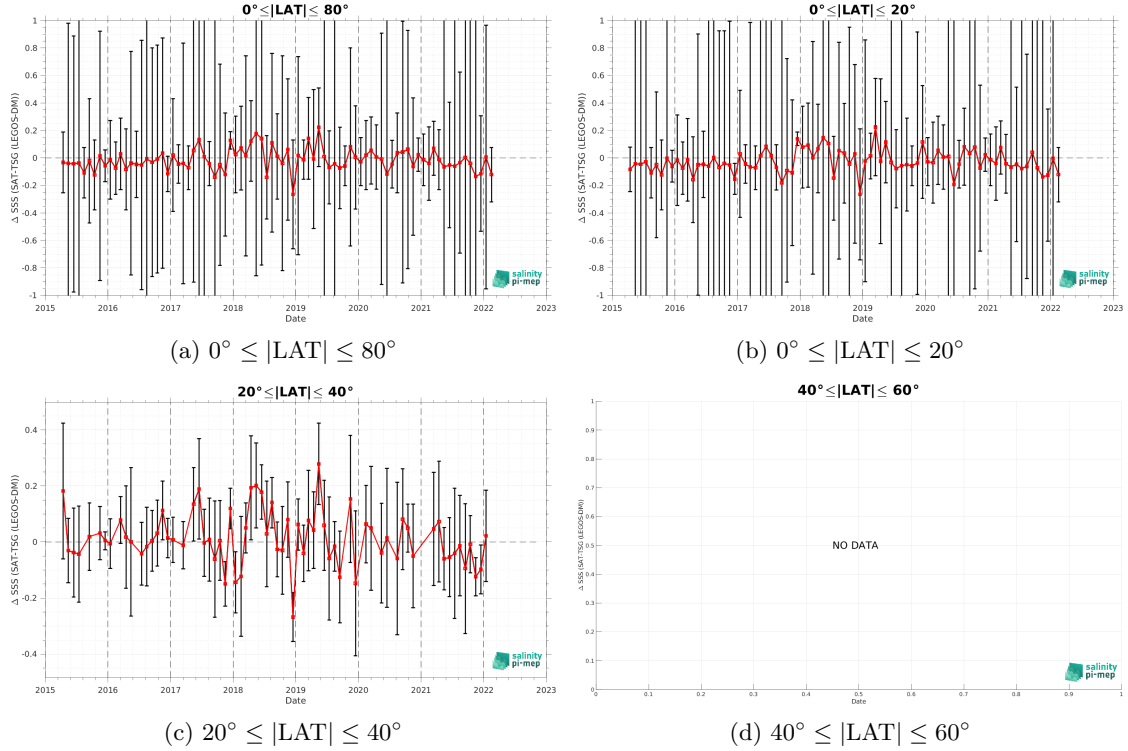 0°≤|LAT|≤ 80°
Δ SSS (SAT-TSG (LEGOS-DM))
1
0.8
0.6
0.4
0.2
0
-0.2
-0.4
-0.6
-0.8
-1
2015 2016 2017 2018 2019 2020 2021 2022 2023
Date
salinity
pi-mep
(a) 0° ≤ |LAT| ≤ 80°
0°≤|LAT|≤ 20°
Δ SSS (SAT-TSG (LEGOS-DM))
1
0.8
0.6
0.4
0.2
0
-0.2
-0.4
-0.6
-0.8
-1
2015 2016 2017 2018 2019 2020 2021 2022 2023
Date
salinity
pi-mep
(b) 0° ≤ |LAT| ≤ 20°
20°≤|LAT|≤ 40°
Δ SSS (SAT-TSG (LEGOS-DM))
0.4
0.2
0
-0.2
-0.4
2015 2016 2017 2018 2019 2020 2021 2022 2023
Date
salinity
pi-mep
(c) 20° ≤ |LAT| ≤ 40°
40°≤|LAT|≤ 60°
Δ SSS (SAT-TSG (LEGOS-DM))
1
0.9
0.8
0.7
0.6
0.5
0.4
0.3
0.2
0.1
0
NO DATA
0 0.1 0.2 0.3 0.4 0.5 0.6 0.7 0.8 0.9 1
Date
salinity
pi-mep
(d) 40° ≤ |LAT| ≤ 60°